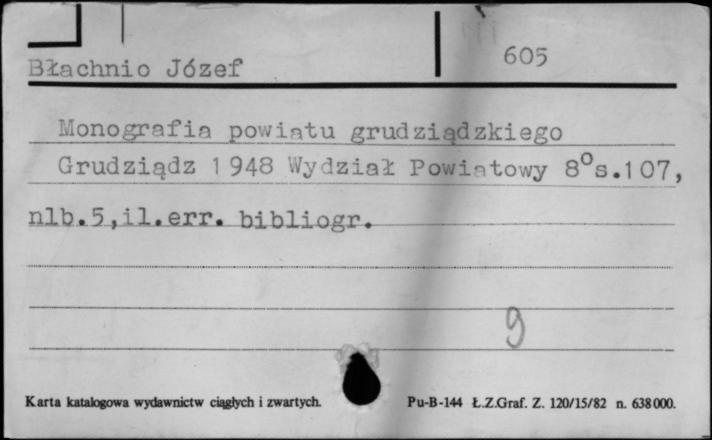 Błachnio Józef 605
Monografia powiatu grudziądzkiego
Grudziądz 1948 Wydział Powiatowy 8°s.107,
nlb.5,il.err. bibliogr.
9
Karta katalogowa wydawnictw ciągłych i zwartych. Pu-B-144 Ł.Z.Graf. Z. 120/15/82 n. 638000.